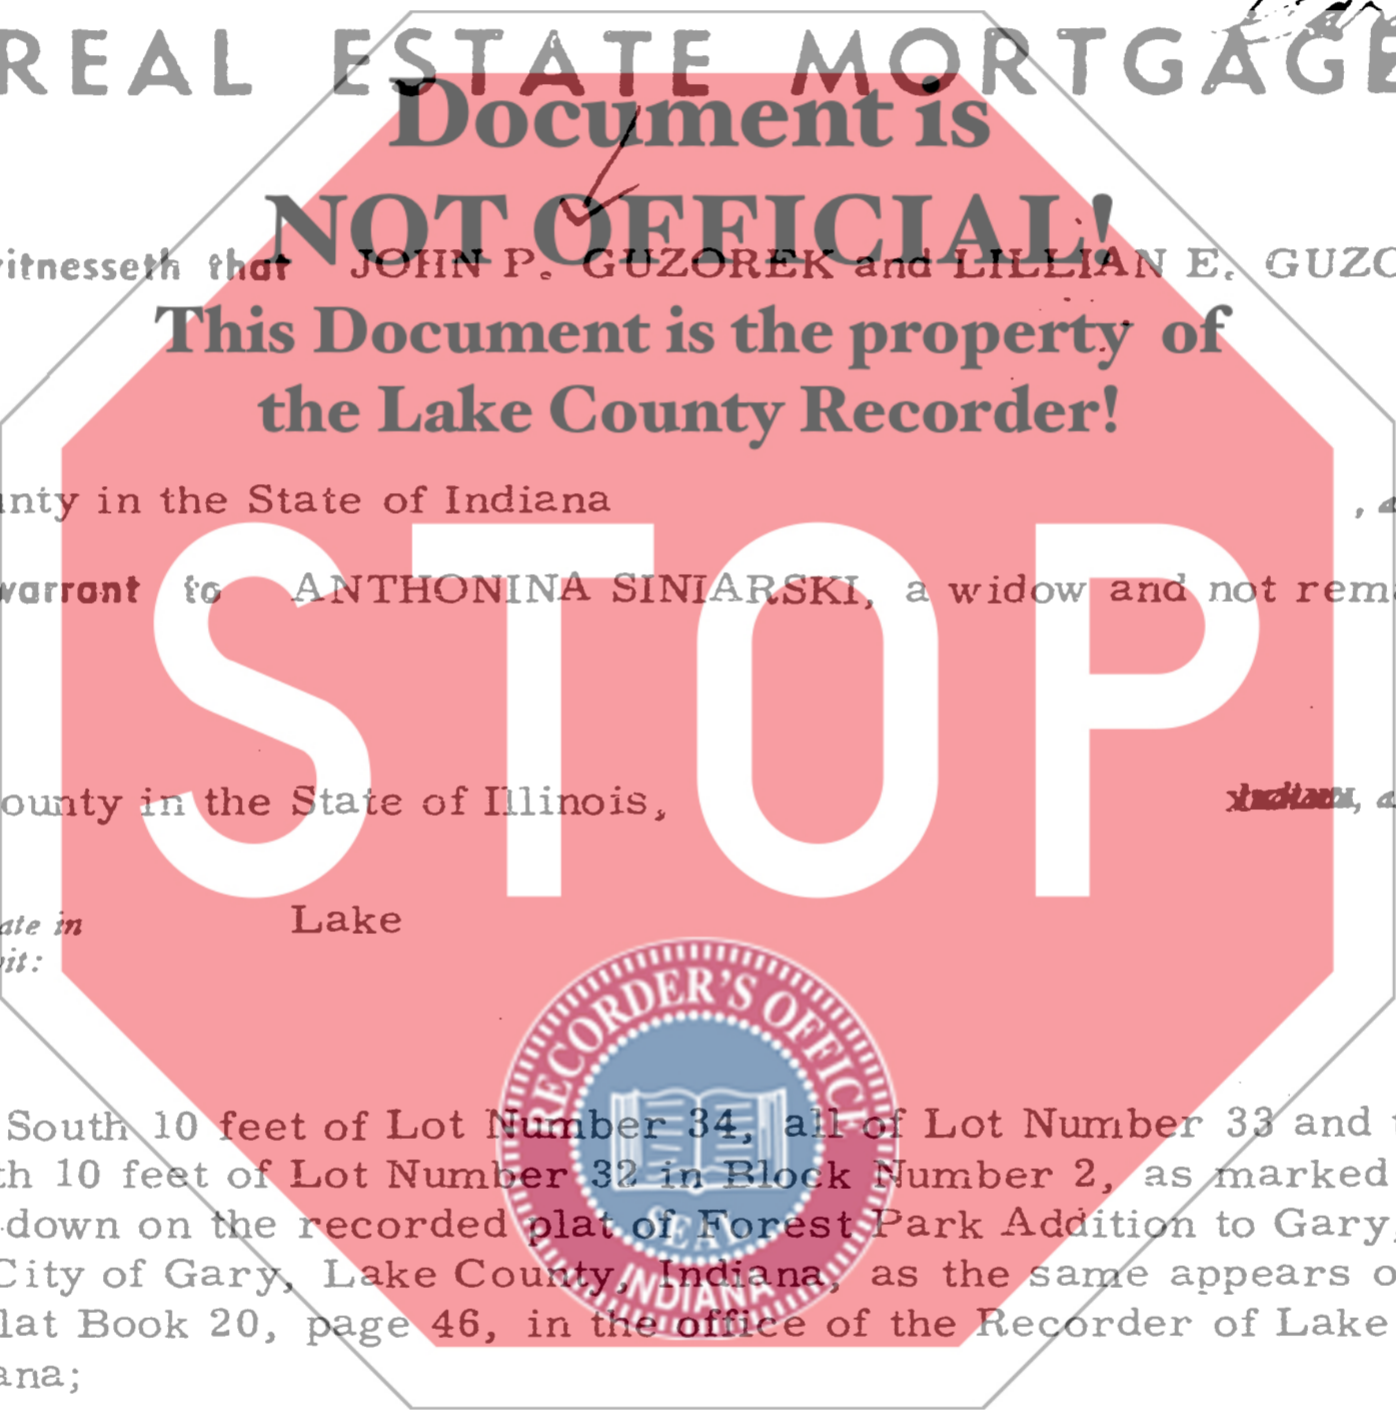 REAL ESTATE MORTGAGE
Document is
NOT OFFICIAL!
itnesseth that JOHN P. GUZOREK and LILLIAN E. GUZO
This Document is the property of
the Lake County Recorder!
unty in the State of Indiana ,
warrant to ANTHONINA SINIARSKI, a widow and not rem
STOP
ounty in the State of Illinois,
ate in Lake
it:
RECORDER'S OFFICE
South 10 feet of Lot Number 34, all of Lot Number 33 and
th 10 feet of Lot Number 32 in Block Number 2, as marked
down on the recorded plat of Forest Park Addition to Gary,
SEAL
City of Gary, Lake County, Indiana, as the same appears o
INDIANA
lat Book 20, page 46, in the office of the Recorder of Lake
ana;